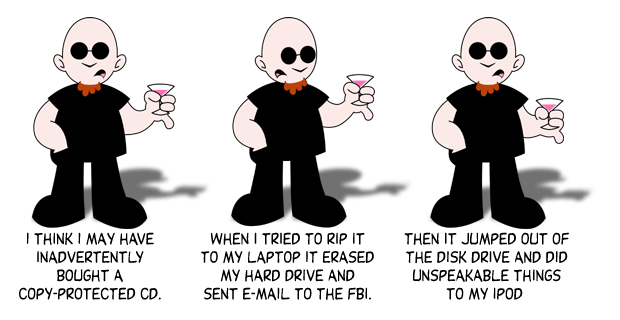 I THINK I MAY HAVE
INADVERTENTLY
BOUGHT A
COPY-PROTECTED CD.
WHEN I TRIED TO RIP IT
TO MY LAPTOP IT ERASED
MY HARD DRIVE AND
SENT E-MAIL TO THE FBI.
THEN IT JUMPED OUT OF
THE DISK DRIVE AND DID
UNSPEAKABLE THINGS
TO MY IPOD